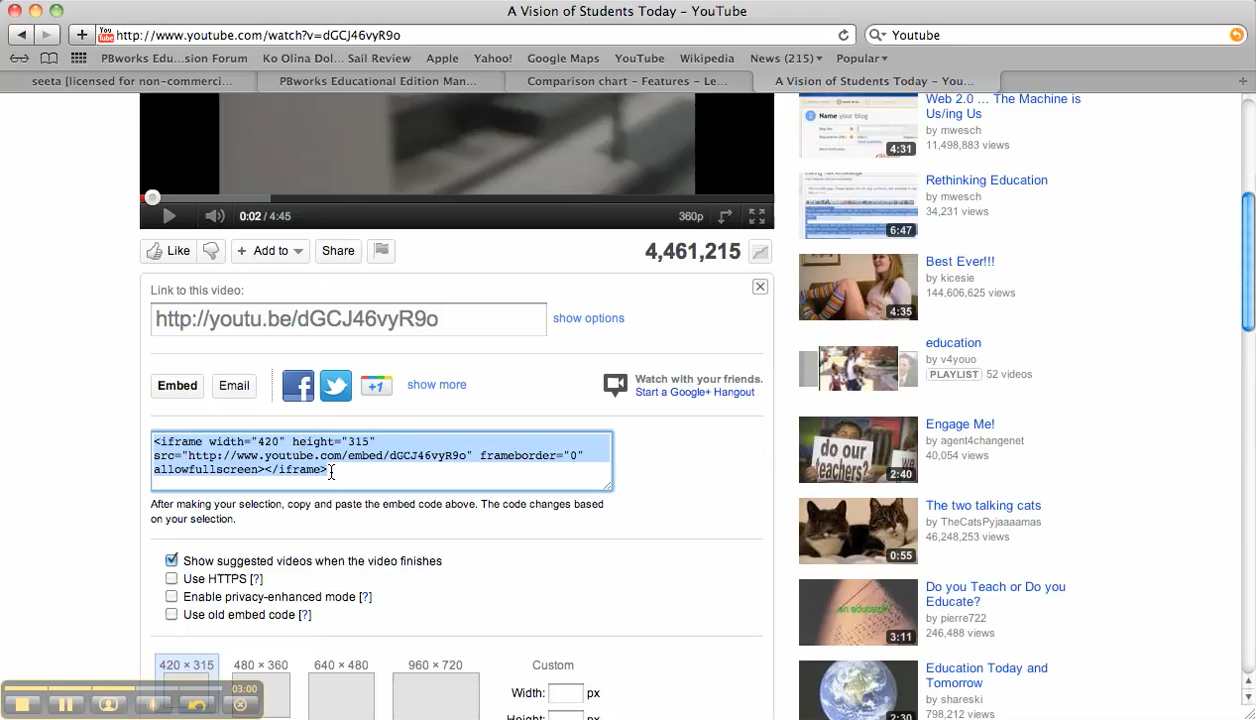 A Vision of Students Today - YouTube
You Tube http://www.youtube.com/watch?v=dGCJ46vyR9o
Youtube
PBworks Edu...sion Forum Ko Olina Dol... Sail Review Apple Yahoo! Google Maps YouTube Wikipedia News (215)▾ Popular▾
seeta [licensed for non-commerci... PBworks Educational Edition Man... Comparison chart – Features – Le... A Vision of Students Today - You...
Web 2.0 ... The Machine is
Us/ing Us
by mwesch
11,498,883 views
2 Name your blog
4:31
Rethinking Education
by mwesch
34,231 views
6:47
0:02 / 4:45 360p
Like + Add to Share 4,461,215
Best Ever!!!
by kicesie
144,606,625 views
4:35
Link to this video:
http://youtu.be/dGCJ46vyR9o show options
education
by v4youo
PLAYLIST 52 videos
Embed Email +1 show more
Watch with your friends.
Start a Google+ Hangout
Engage Me!
by agent4changenet
40,054 views
do our
teachers?
2:40
<iframe width="420" height="315"
src="http://www.youtube.com/embed/dGCJ46vyR9o" frameborder="0"
allowfullscreen></iframe>
After making your selection, copy and paste the embed code above. The code changes based
on your selection.
The two talking cats
by TheCatsPyjaaaamas
46,248,253 views
0:55
Show suggested videos when the video finishes
Use HTTPS [?]
Enable privacy-enhanced mode [?]
Use old embed code [?]
Do you Teach or Do you
Educate?
by pierre722
246,488 views
an educator
3:11
420 × 315 480 × 360 640 × 480 960 × 720 Custom
Width: px
Height: px
Education Today and
Tomorrow
by shareski
798,212 views
2:30
03:00